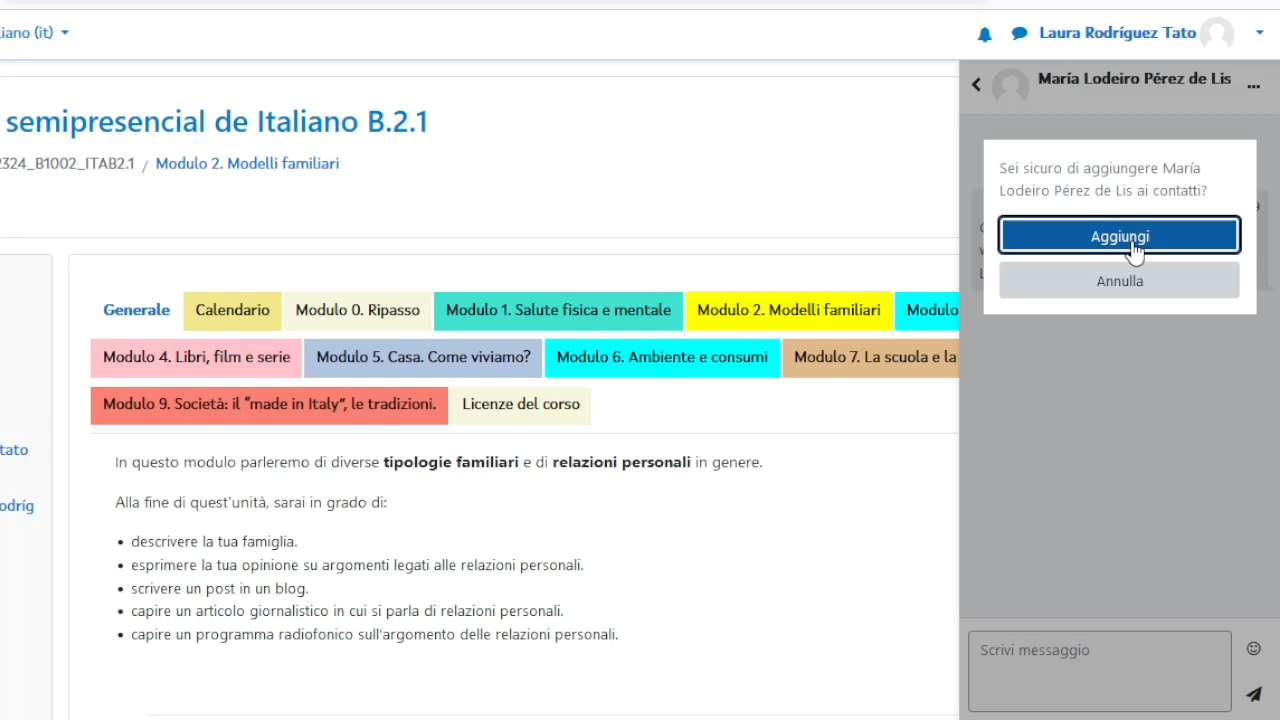 iano (it)
Laura Rodríguez Tato
María Lodeiro Pérez de Lis
semipresencial de Italiano B.2.1
2324_B1002_ITAB2.1 / Modulo 2. Modelli familiari
Sei sicuro di aggiungere María
Lodeiro Pérez de Lis ai contatti?
Aggiungi
Annulla
Generale Calendario Modulo 0. Ripasso Modulo 1. Salute fisica e mentale Modulo 2. Modelli familiari Modulo
Modulo 4. Libri, film e serie Modulo 5. Casa. Come viviamo? Modulo 6. Ambiente e consumi Modulo 7. La scuola e la
Modulo 9. Società: il “made in Italy”, le tradizioni. Licenze del corso
In questo modulo parleremo di diverse tipologie familiari e di relazioni personali in genere.
Alla fine di quest’unità, sarai in grado di:
• descrivere la tua famiglia.
• esprimere la tua opinione su argomenti legati alle relazioni personali.
• scrivere un post in un blog.
• capire un articolo giornalistico in cui si parla di relazioni personali.
• capire un programma radiofonico sull'argomento delle relazioni personali.
tato
odríg
Scrivi messaggio